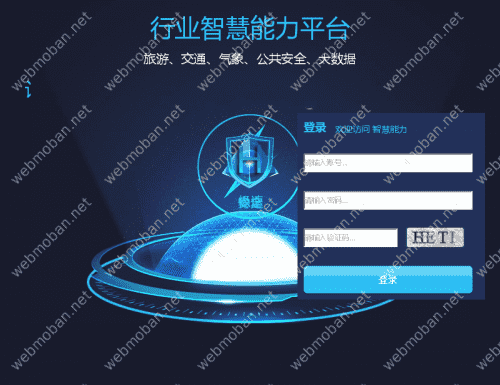 行业智慧能力平台
旅游、交通、气象、公共安全、大数据
登录 欢迎访问 智慧能力
请输入账号...
请输入密码...
请输入验证码...
登录
webmoban.net